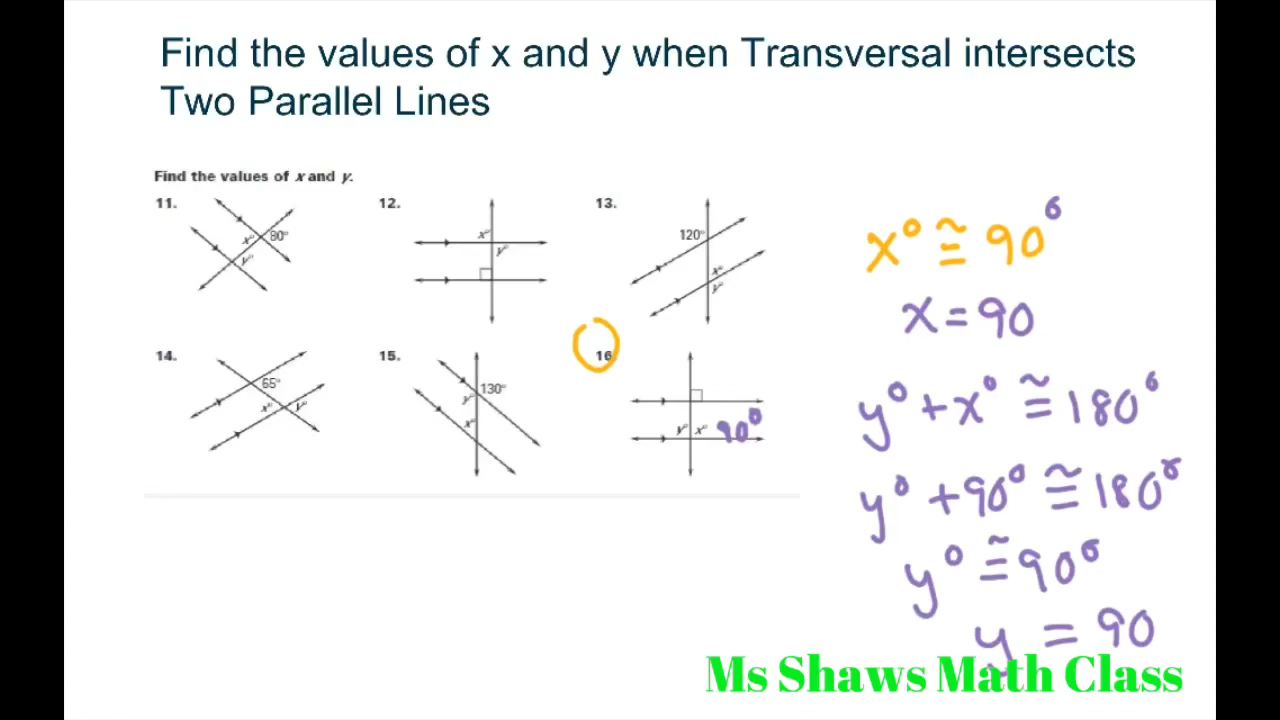 Find the values of x and y when Transversal intersects
Two Parallel Lines
Find the values of x and y.
11.
x°
80°
y°
12.
x°
y°
13.
120°
x°
y°
14.
65°
x°
y°
15.
130°
y°
x°
16
y°
x°
90°
x° ≅ 90°
x = 90
y° + x° ≅ 180°
y° + 90° ≅ 180°
y° ≅ 90°
y = 90
Ms Shaws Math Class